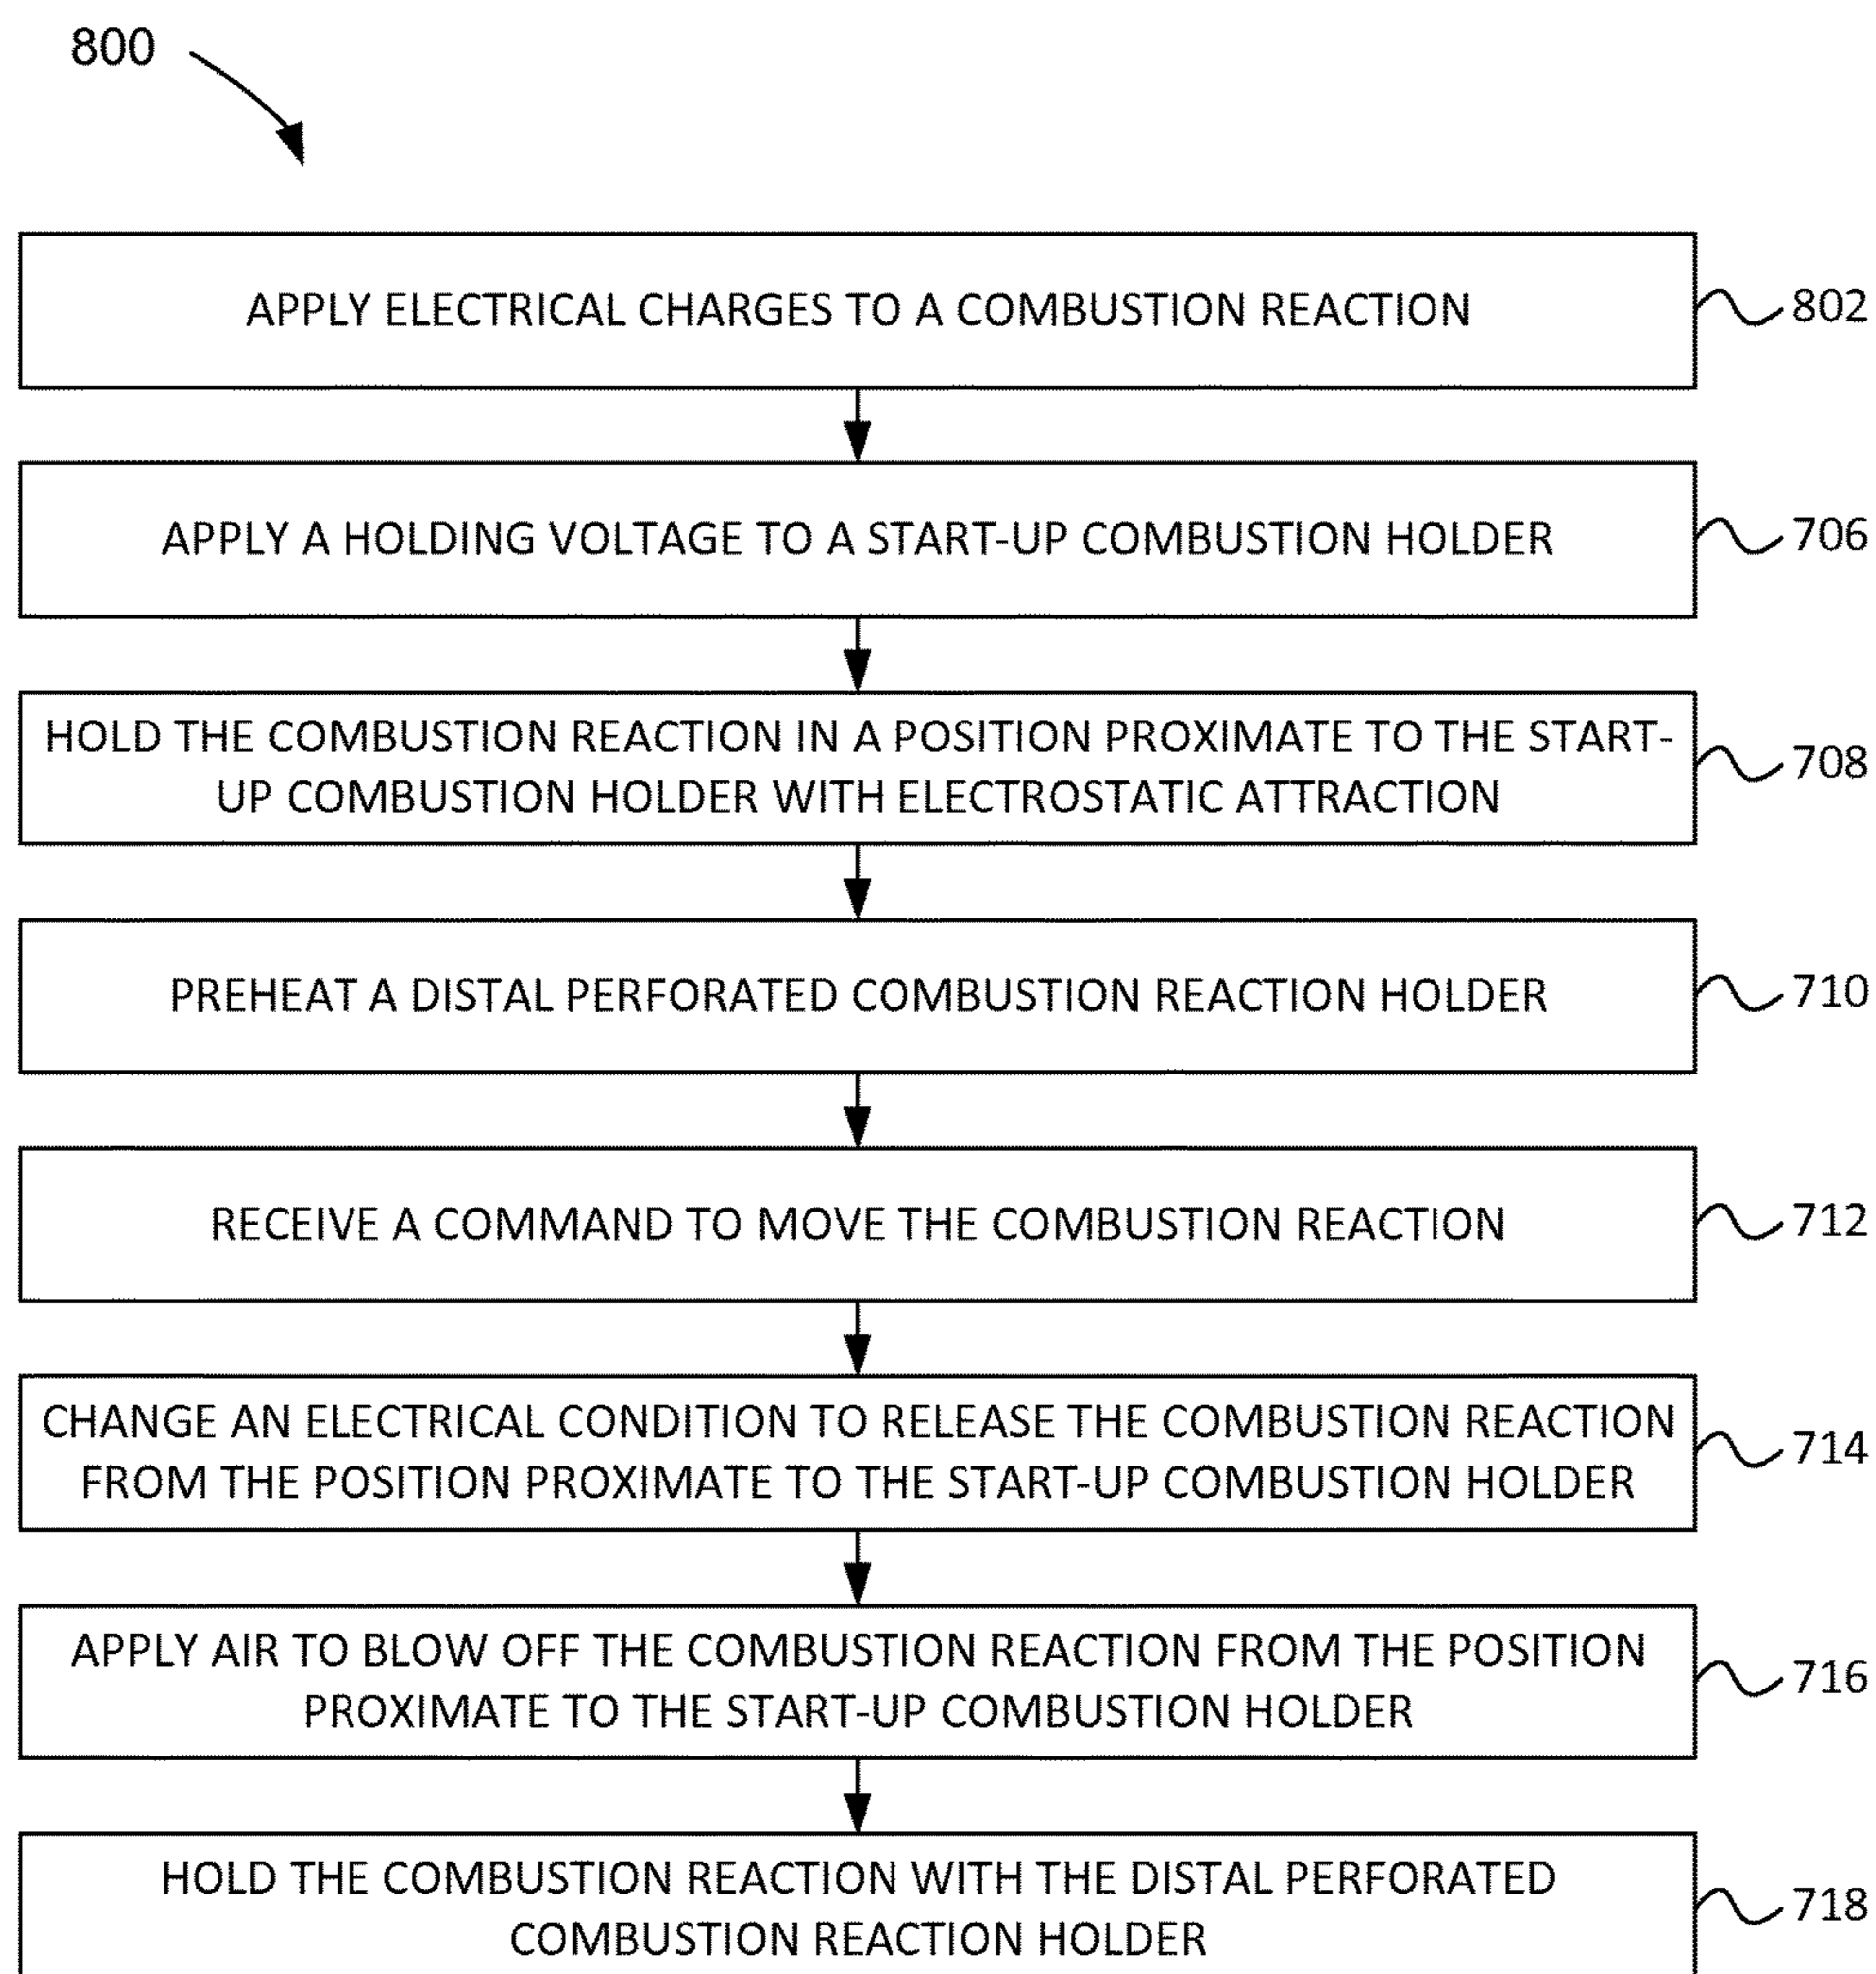 800
APPLY ELECTRICAL CHARGES TO A COMBUSTION REACTION
802
APPLY A HOLDING VOLTAGE TO A START-UP COMBUSTION HOLDER
706
HOLD THE COMBUSTION REACTION IN A POSITION PROXIMATE TO THE START-
UP COMBUSTION HOLDER WITH ELECTROSTATIC ATTRACTION
708
PREHEAT A DISTAL PERFORATED COMBUSTION REACTION HOLDER
710
RECEIVE A COMMAND TO MOVE THE COMBUSTION REACTION
712
CHANGE AN ELECTRICAL CONDITION TO RELEASE THE COMBUSTION REACTION
FROM THE POSITION PROXIMATE TO THE START-UP COMBUSTION HOLDER
714
APPLY AIR TO BLOW OFF THE COMBUSTION REACTION FROM THE POSITION
PROXIMATE TO THE START-UP COMBUSTION HOLDER
716
HOLD THE COMBUSTION REACTION WITH THE DISTAL PERFORATED
COMBUSTION REACTION HOLDER
718